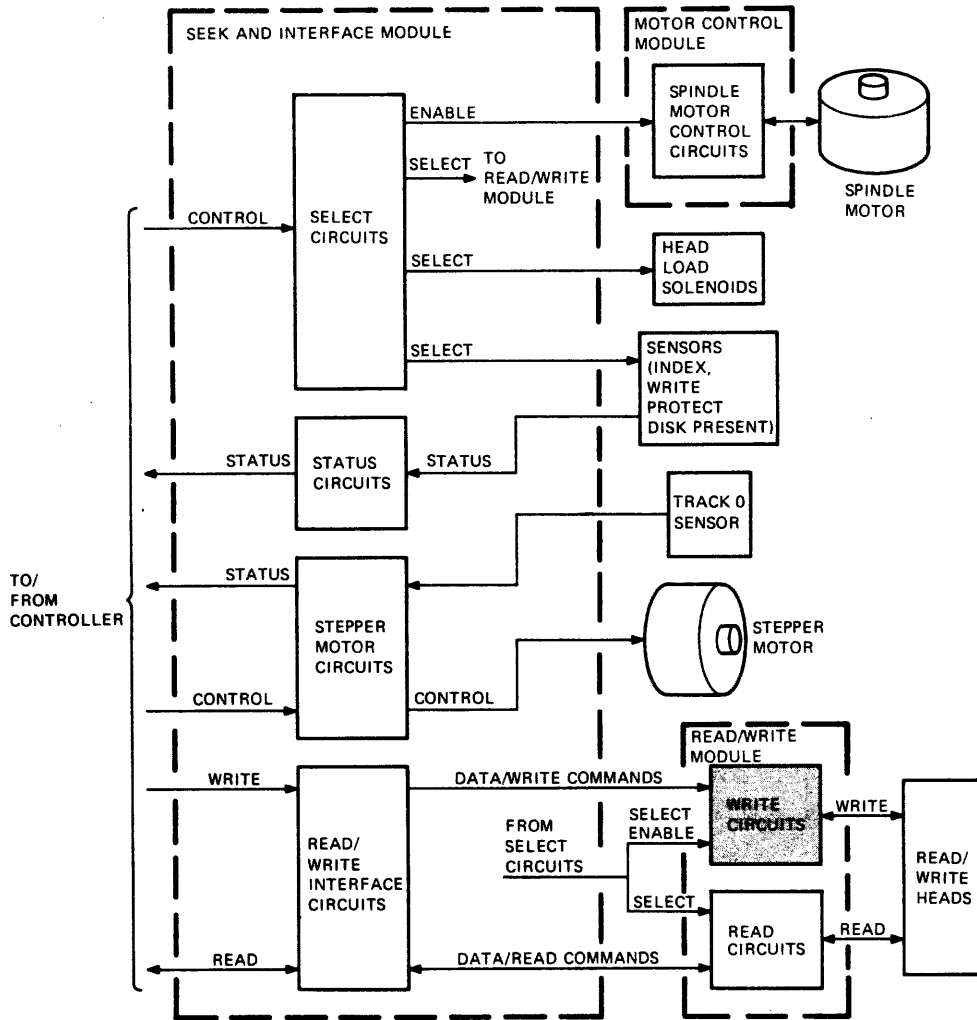 SEEK AND INTERFACE MODULE
MOTOR CONTROL
MODULE
SPINDLE
MOTOR
CONTROL
CIRCUITS
SPINDLE
MOTOR
ENABLE
SELECT
TO
READ/WRITE
MODULE
CONTROL
SELECT
CIRCUITS
SELECT
HEAD
LOAD
SOLENOIDS
SELECT
SENSORS
(INDEX,
WRITE
PROTECT
DISK PRESENT)
STATUS
STATUS
CIRCUITS
STATUS
TRACK 0
SENSOR
TO/
FROM
CONTROLLER
STATUS
STEPPER
MOTOR
CIRCUITS
STEPPER
MOTOR
CONTROL
CONTROL
READ/WRITE
MODULE
WRITE
DATA/WRITE COMMANDS
WRITE
CIRCUITS
WRITE
FROM
SELECT
CIRCUITS
SELECT
ENABLE
READ/
WRITE
INTERFACE
CIRCUITS
READ/
WRITE
HEADS
SELECT
READ
CIRCUITS
READ
READ
DATA/READ COMMANDS